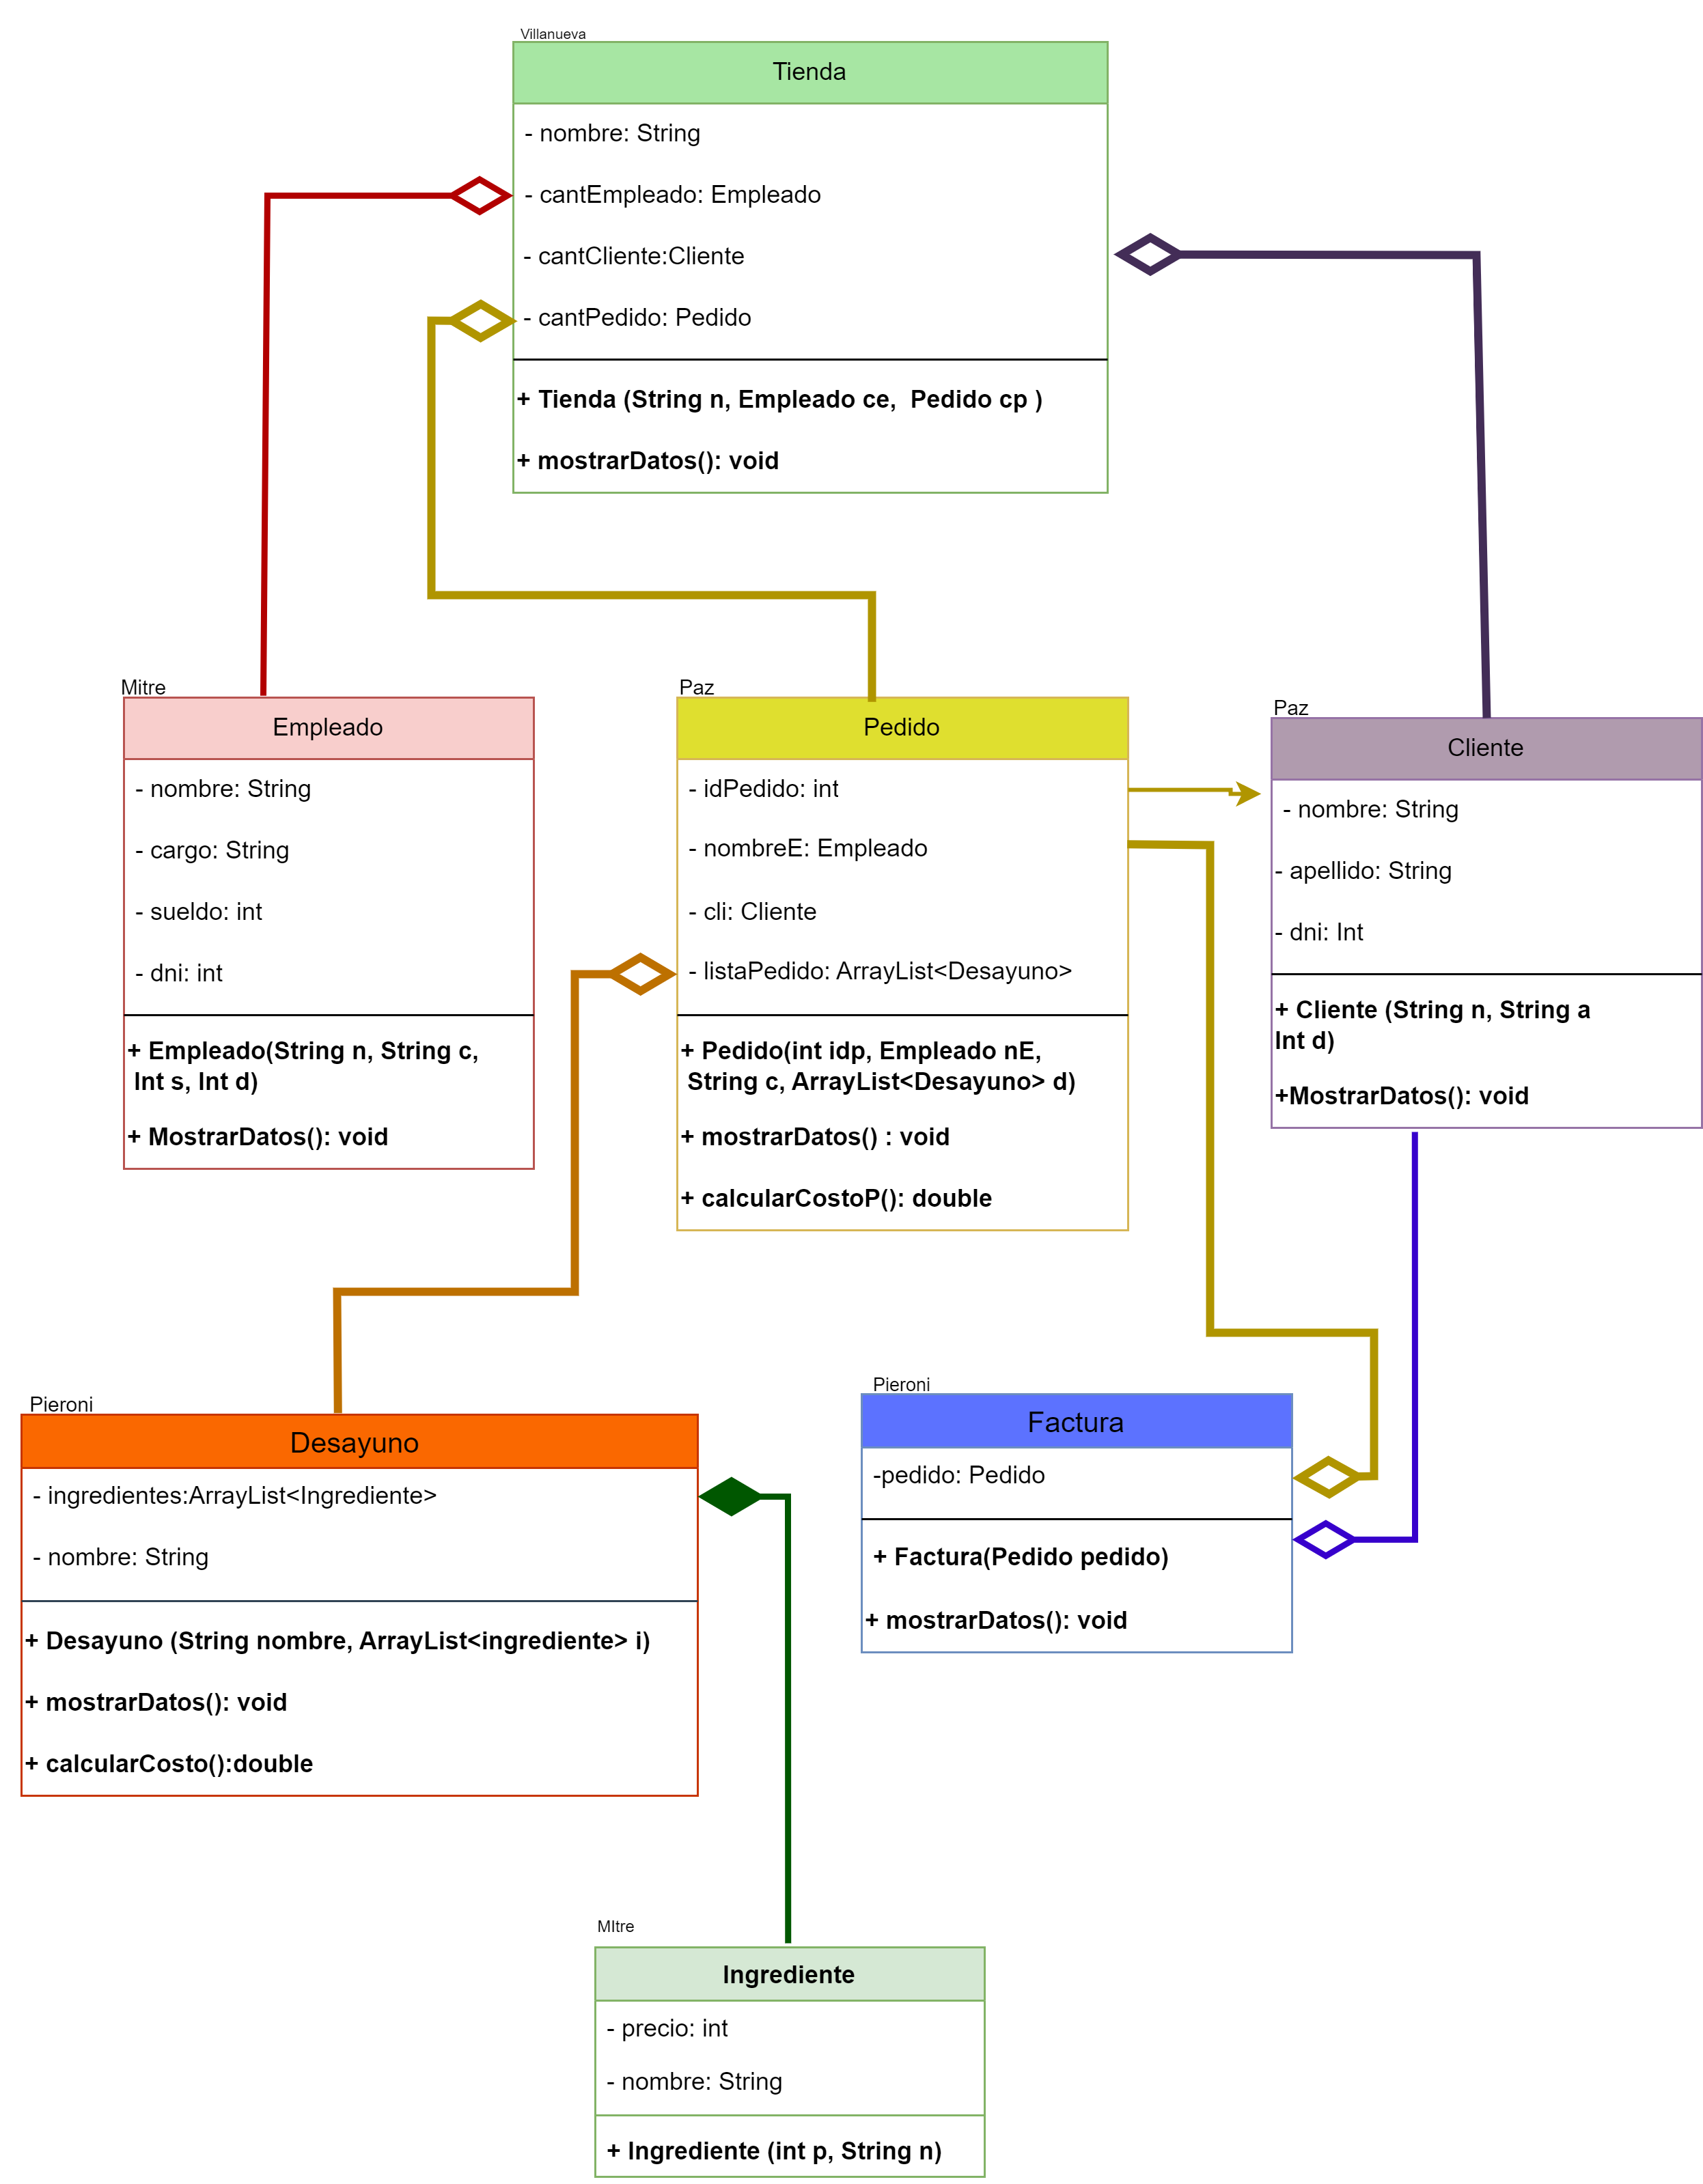 Villanueva
Tienda
- nombre: String
- cantEmpleado: Empleado
- cantCliente:Cliente
- cantPedido: Pedido
+ Tienda (String n, Empleado ce,  Pedido cp )
+ mostrarDatos(): void
Mitre
Empleado
- nombre: String
- cargo: String
- sueldo: int
- dni: int
+ Empleado(String n, String c,
Int s, Int d)
+ MostrarDatos(): void
Paz
Pedido
- idPedido: int
- nombreE: Empleado
- cli: Cliente
- listaPedido: ArrayList<Desayuno>
+ Pedido(int idp, Empleado nE,
String c, ArrayList<Desayuno> d)
+ mostrarDatos() : void
+ calcularCostoP(): double
Paz
Cliente
- nombre: String
- apellido: String
- dni: Int
+ Cliente (String n, String a
Int d)
+MostrarDatos(): void
Pieroni
Desayuno
- ingredientes:ArrayList<Ingrediente>
- nombre: String
+ Desayuno (String nombre, ArrayList<ingrediente> i)
+ mostrarDatos(): void
+ calcularCosto():double
Pieroni
Factura
-pedido: Pedido
+ Factura(Pedido pedido)
+ mostrarDatos(): void
MItre
Ingrediente
- precio: int
- nombre: String
+ Ingrediente (int p, String n)